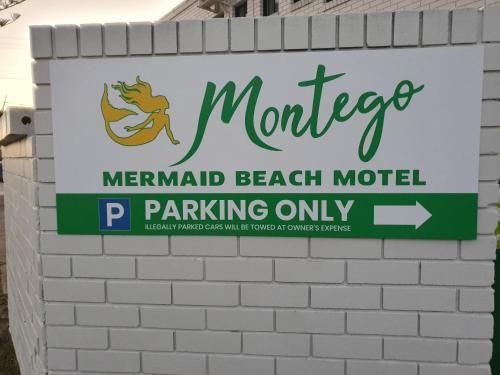 Montego
MERMAID BEACH MOTEL
P PARKING ONLY
ILLEGALLY PARKED CARS WILL BE TOWED AT OWNER'S EXPENSE